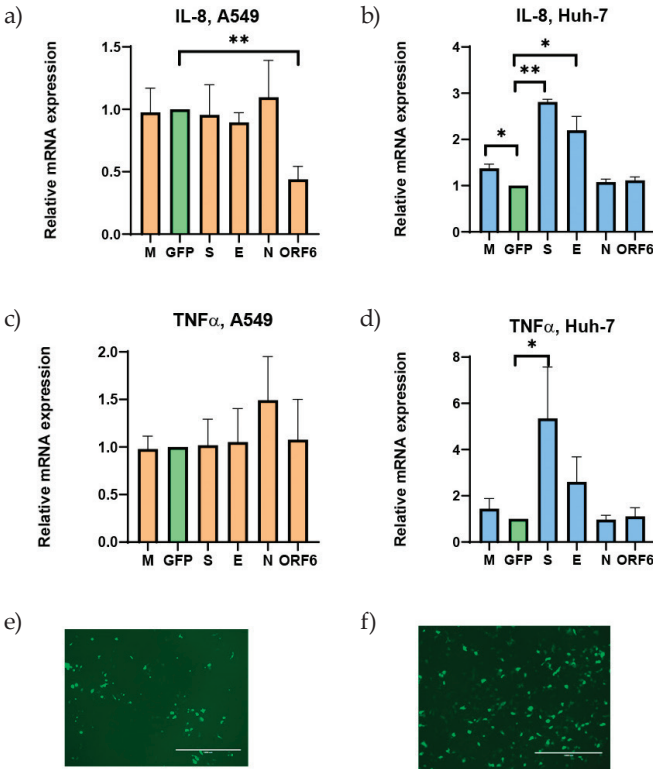 a)
IL-8, A549
Relative mRNA expression
1.5
1.0
0.5
0.0
**
M GFP S E N ORF6
b)
IL-8, Huh-7
Relative mRNA expression
4
3
2
1
0
*
**
*
M GFP S E N ORF6
c)
TNFα, A549
Relative mRNA expression
2.0
1.5
1.0
0.5
0.0
M GFP S E N ORF6
d)
TNFα, Huh-7
Relative mRNA expression
8
6
4
2
0
*
M GFP S E N ORF6
e)
f)